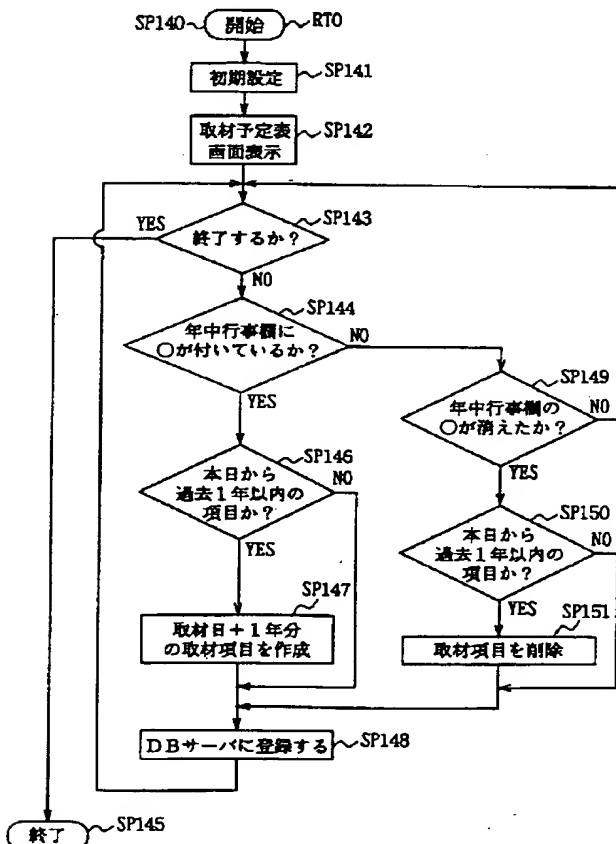 SP140
開始
RT0
初期設定
SP141
取材予定表
画面表示
SP142
SP143
YES
終了するか?
NO
SP144
年中行事欄に
○が付いているか?
NO
YES
SP149
年中行事欄の
○が消えたか?
NO
YES
SP146
本日から
過去1年以内の
項目か?
NO
YES
SP150
本日から
過去1年以内の
項目か?
NO
YES
SP147
取材日+1年分
の取材項目を作成
SP151
取材項目を削除
DBサーバに登録する
SP148
終了
SP145